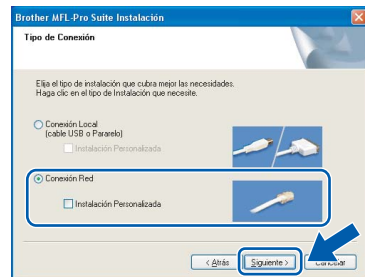 Brother MFL-Pro Suite Instalación
Tipo de Conexión
Elija el tipo de instalación que cubra mejor las necesidades.
Haga clic en el tipo de Instalación que necesite.
Conexión Local
(cable USB o Pararelo)
Instalación Personalizada
Conexión Red
Instalación Personalizada
< Atrás
Siguiente >
Cancelar